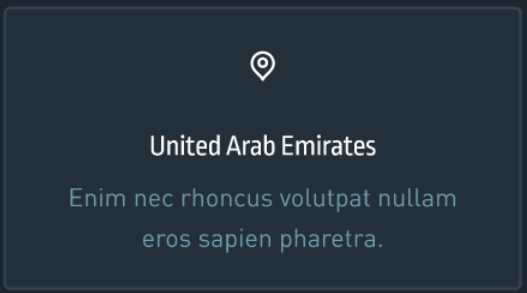 United Arab Emirates
Enim nec rhoncus volutpat nullam
eros sapien pharetra.